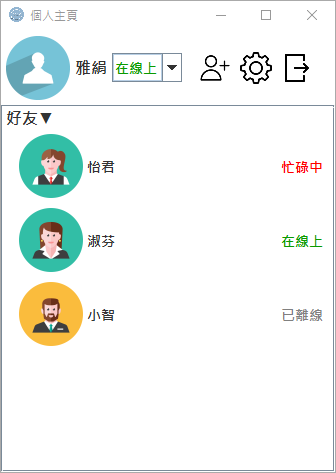 個人主頁
雅絹 在線上
好友▼
怡君 忙碌中
淑芬 在線上
小智 已離線